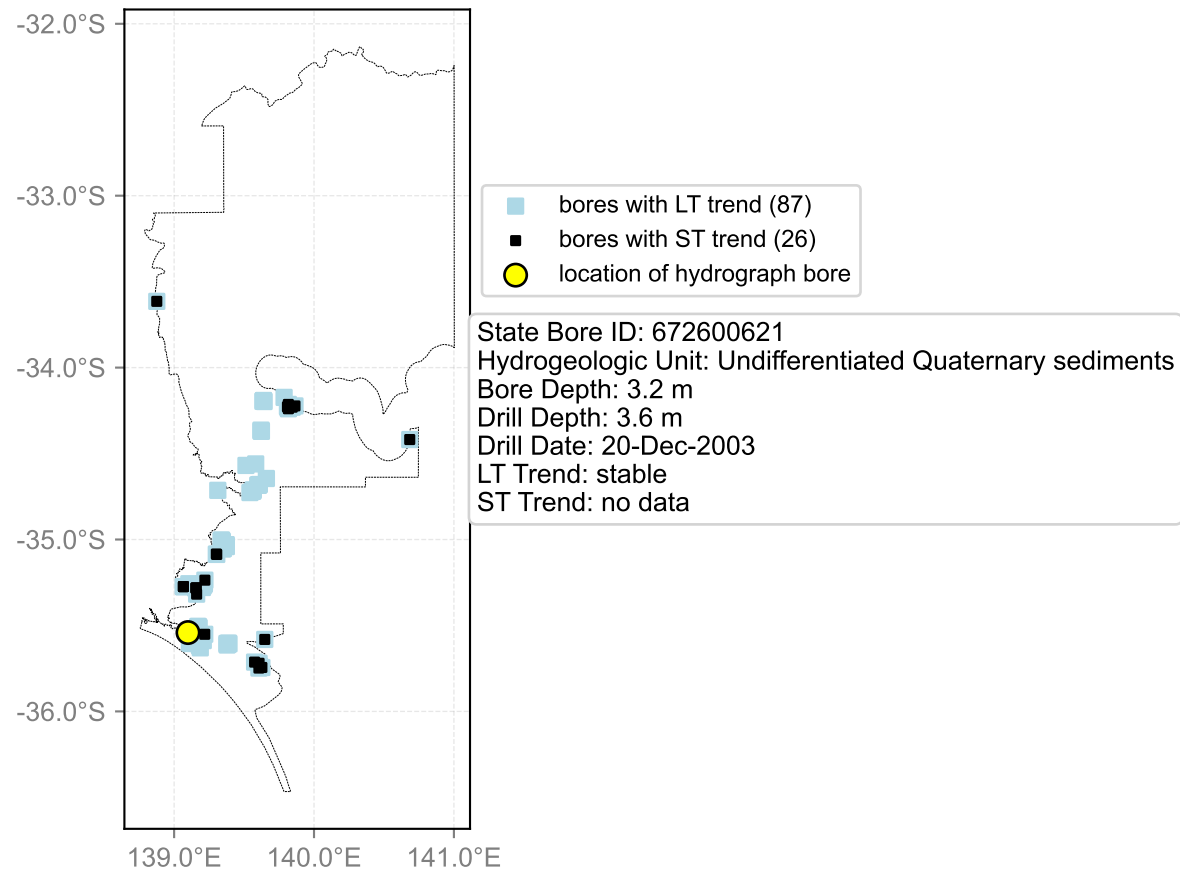 -32.0°S
-33.0°S
-34.0°S
-35.0°S
-36.0°S
139.0°E 140.0°E 141.0°E
bores with LT trend (87)
bores with ST trend (26)
location of hydrograph bore
State Bore ID: 672600621
Hydrogeologic Unit: Undifferentiated Quaternary sediments
Bore Depth: 3.2 m
Drill Depth: 3.6 m
Drill Date: 20-Dec-2003
LT Trend: stable
ST Trend: no data